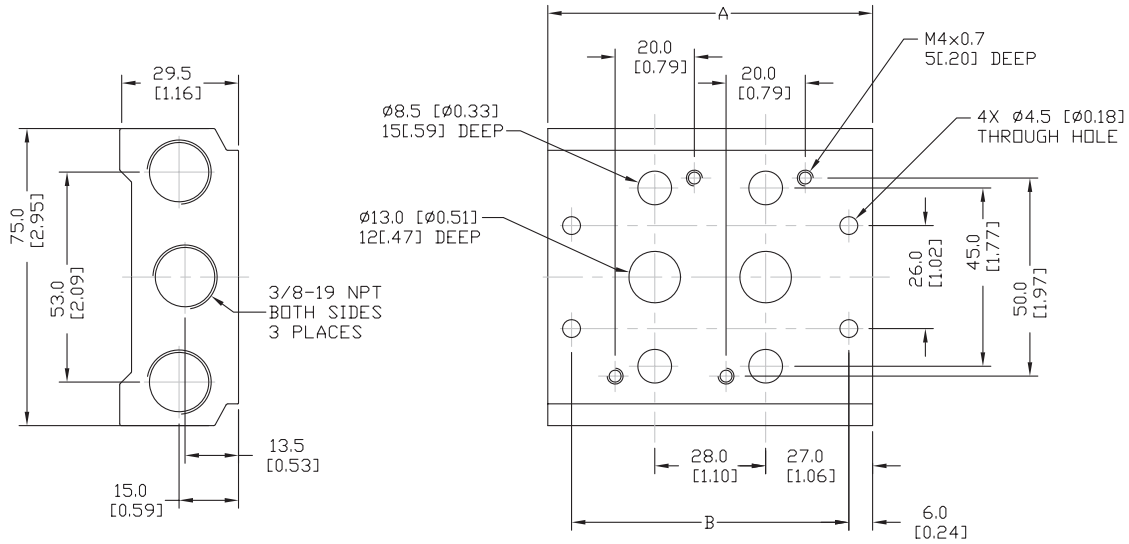 29.5
[1.16]
75.0
[2.95]
53.0
[2.09]
3/8-19 NPT
BOTH SIDES
3 PLACES
13.5
[0.53]
15.0
[0.59]
A
20.0
[0.79]
20.0
[0.79]
M4x0.7
5[.20] DEEP
Ø8.5 [Ø0.33]
15[.59] DEEP
4X Ø4.5 [Ø0.18]
THROUGH HOLE
Ø13.0 [Ø0.51]
12[.47] DEEP
26.0
[1.02]
45.0
[1.77]
50.0
[1.97]
28.0
[1.10]
27.0
[1.06]
B
6.0
[0.24]